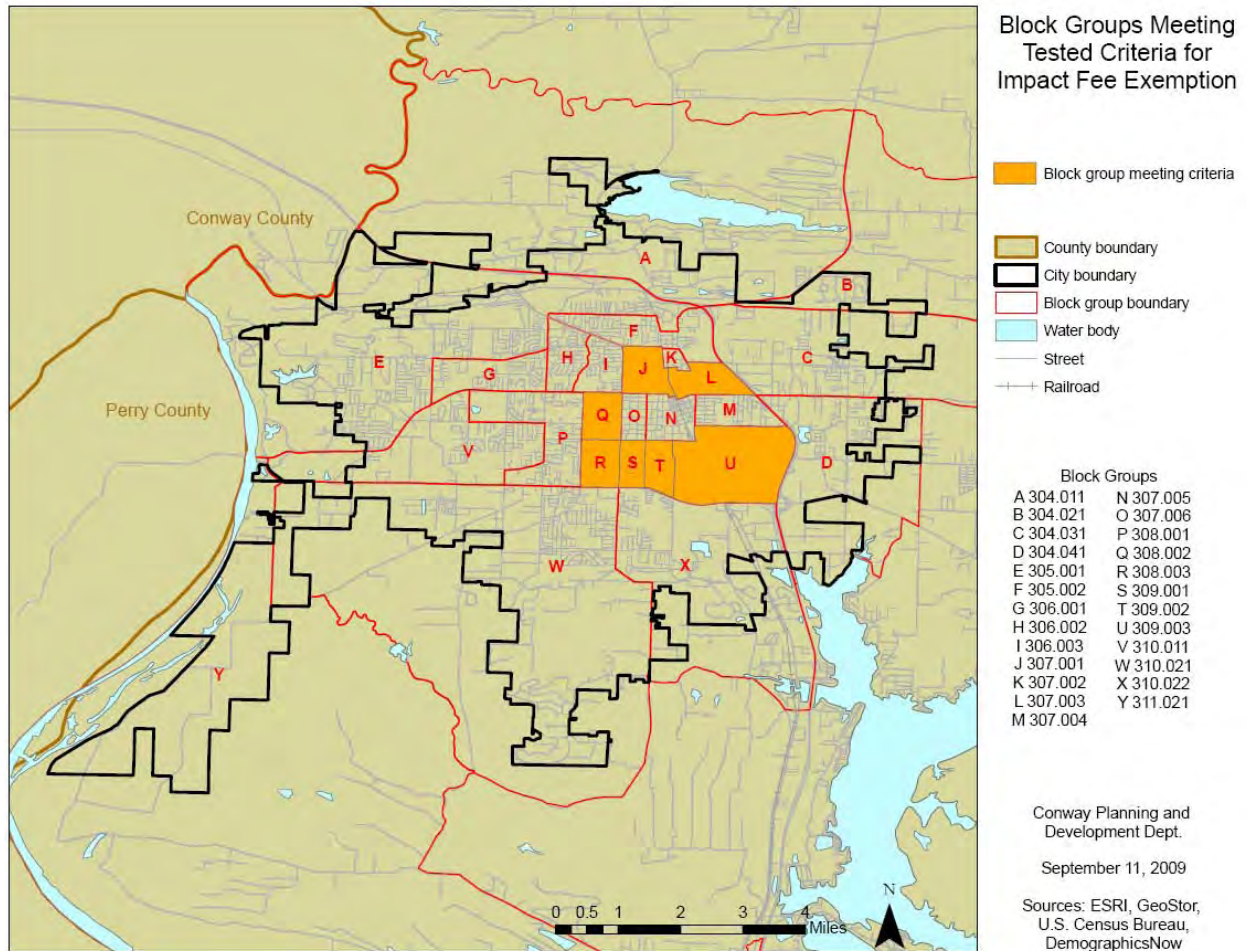 Block Groups Meeting
Tested Criteria for
Impact Fee Exemption
Block group meeting criteria
County boundary
City boundary
Block group boundary
Water body
Street
Railroad
Block Groups
A 304.011
B 304.021
C 304.031
D 304.041
E 305.001
F 305.002
G 306.001
H 306.002
I 306.003
J 307.001
K 307.002
L 307.003
M 307.004
N 307.005
O 307.006
P 308.001
Q 308.002
R 308.003
S 309.001
T 309.002
U 309.003
V 310.011
W 310.021
X 310.022
Y 311.021
Conway Planning and
Development Dept.
September 11, 2009
Sources: ESRI, GeoStor,
U.S. Census Bureau,
DemographicsNow
Conway County
Perry County
A
B
F
C
E
H
I
J
K
G
L
Q
O
N
M
P
V
R
S
T
U
D
W
X
Y
N
0 0.5 1 2 3 4
Miles